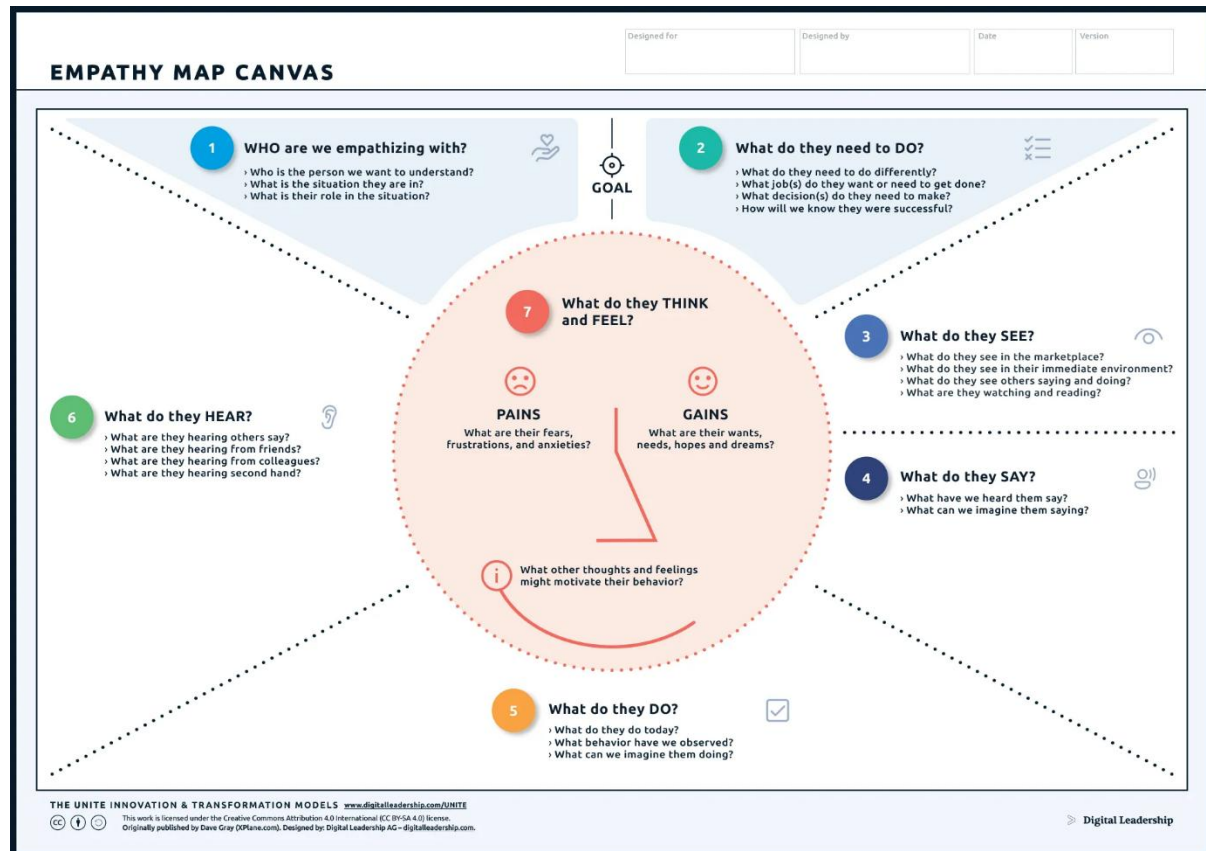 Designed for
Designed by
Date
Version
EMPATHY MAP CANVAS
1
WHO are we empathizing with?
› Who is the person we want to understand?
› What is the situation they are in?
› What is their role in the situation?
GOAL
2
What do they need to DO?
› What do they need to do differently?
› What job(s) do they want or need to get done?
› What decision(s) do they need to make?
› How will we know they were successful?
3
What do they SEE?
› What do they see in the marketplace?
› What do they see in their immediate environment?
› What do they see others saying and doing?
› What are they watching and reading?
4
What do they SAY?
› What have we heard them say?
› What can we imagine them saying?
5
What do they DO?
› What do they do today?
› What behavior have we observed?
› What can we imagine them doing?
6
What do they HEAR?
› What are they hearing others say?
› What are they hearing from friends?
› What are they hearing from colleagues?
› What are they hearing second hand?
7
What do they THINK
and FEEL?
PAINS
What are their fears,
frustrations, and anxieties?
GAINS
What are their wants,
needs, hopes and dreams?
i
What other thoughts and feelings
might motivate their behavior?
THE UNITE INNOVATION & TRANSFORMATION MODELS www.digitalleadership.com/UNITE
cc
This work is licensed under the Creative Commons Attribution 4.0 International (CC BY-SA 4.0) license.
Originally published by Dave Gray (XPlane.com). Designed by: Digital Leadership AG – digitalleadership.com.
Digital Leadership